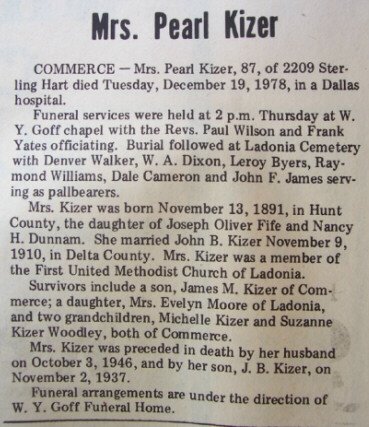 Mrs. Pearl Kizer
COMMERCE — Mrs. Pearl Kizer, 87, of 2209 Ster-
ling Hart died Tuesday, December 19, 1978, in a Dallas
hospital.
Funeral services were held at 2 p.m. Thursday at W.
Y. Goff chapel with the Revs. Paul Wilson and Frank
Yates officiating. Burial followed at Ladonia Cemetery
with Denver Walker, W. A. Dixon, Leroy Byers, Ray-
mond Williams, Dale Cameron and John F. James serv-
ing as pallbearers.
Mrs. Kizer was born November 13, 1891, in Hunt
County, the daughter of Joseph Oliver Fife and Nancy
H. Dunnam. She married John B. Kizer November 9,
1910, in Delta County. Mrs. Kizer was a member of
the First United Methodist Church of Ladonia.
Survivors include a son, James M. Kizer of Com-
merce; a daughter, Mrs. Evelyn Moore of Ladonia,
and two grandchildren, Michelle Kizer and Suzanne
Kizer Woodley, both of Commerce.
Mrs. Kizer was preceded in death by her husband
on October 3, 1946, and by her son, J. B. Kizer, on
November 2, 1937.
Funeral arrangements are under the direction of
W. Y. Goff Funeral Home.